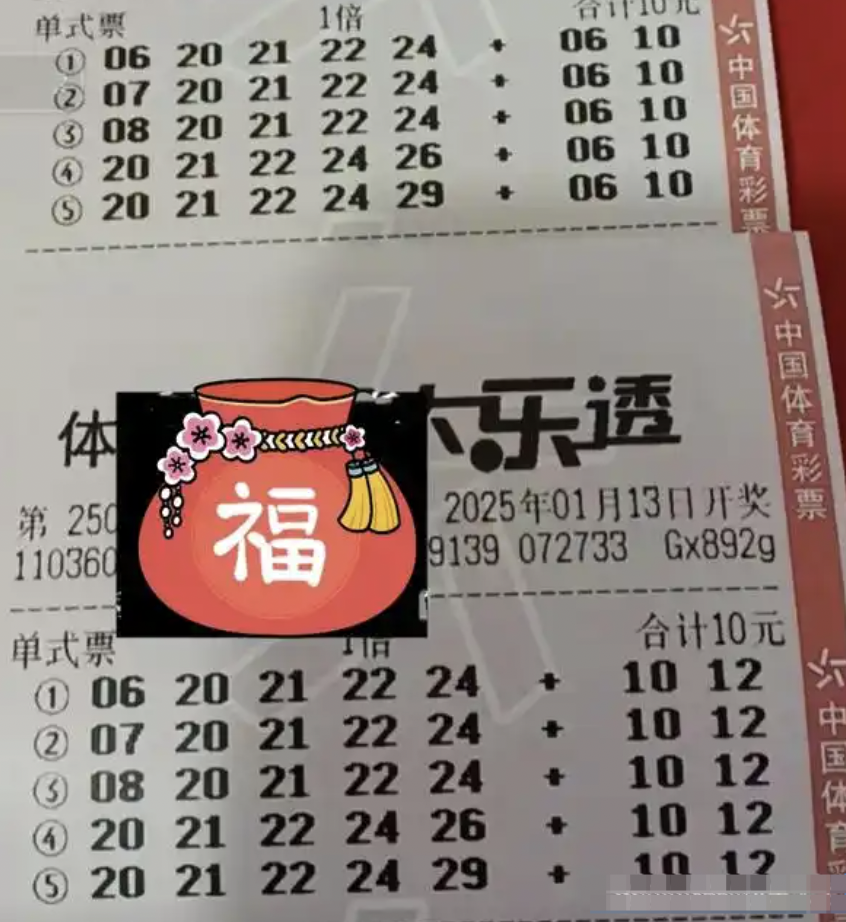 单式票 1倍 合计10元
① 06 20 21 22 24 + 06 10
② 07 20 21 22 24 + 06 10
③ 08 20 21 22 24 + 06 10
④ 20 21 22 24 26 + 06 10
⑤ 20 21 22 24 29 + 06 10
中国体育彩票
体 大乐透
福
第 250 2025年01月13日开奖
110360 9139 072733 Gx892g
单式票 1倍 合计10元
① 06 20 21 22 24 + 10 12
② 07 20 21 22 24 + 10 12
③ 08 20 21 22 24 + 10 12
④ 20 21 22 24 26 + 10 12
⑤ 20 21 22 24 29 + 10 12
中国体育彩票
中国体育